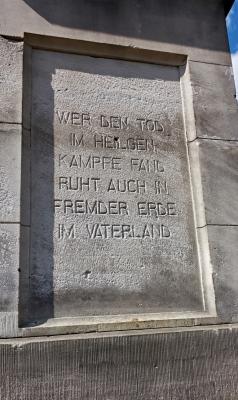 WER DEN TOD
IM HEILGEN
KAMPFE FAND
RUHT AUCH IN
FREMDER ERDE
IM VATERLAND